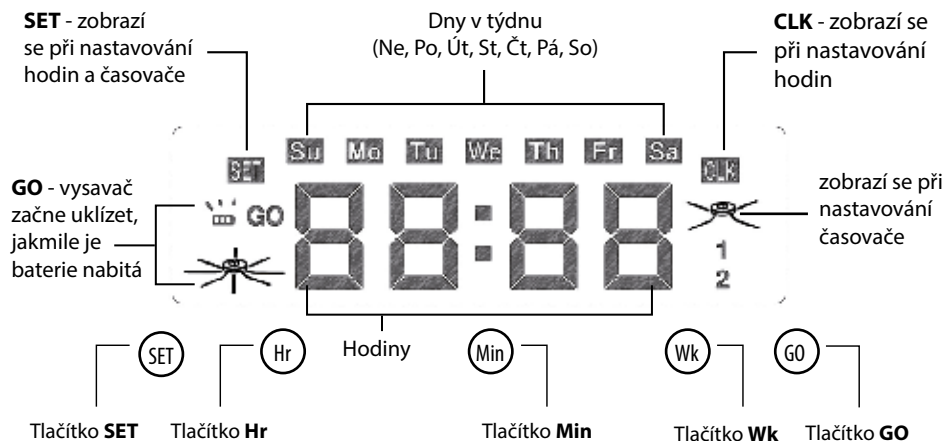 SET - zobrazí
se při nastavování
hodin a časovače
Dny v týdnu
(Ne, Po, Út, St, Čt, Pá, So)
CLK - zobrazí se
při nastavování
hodin
Su Mo Tu We Th Fr Sa
SET
CLK
GO - vysavač
začne uklízet,
jakmile je
baterie nabitá
GO
88:88
1
2
zobrazí se při
nastavování
časovače
Hodiny
SET
Hr
Min
Wk
GO
Tlačítko SET
Tlačítko Hr
Tlačítko Min
Tlačítko Wk
Tlačítko GO